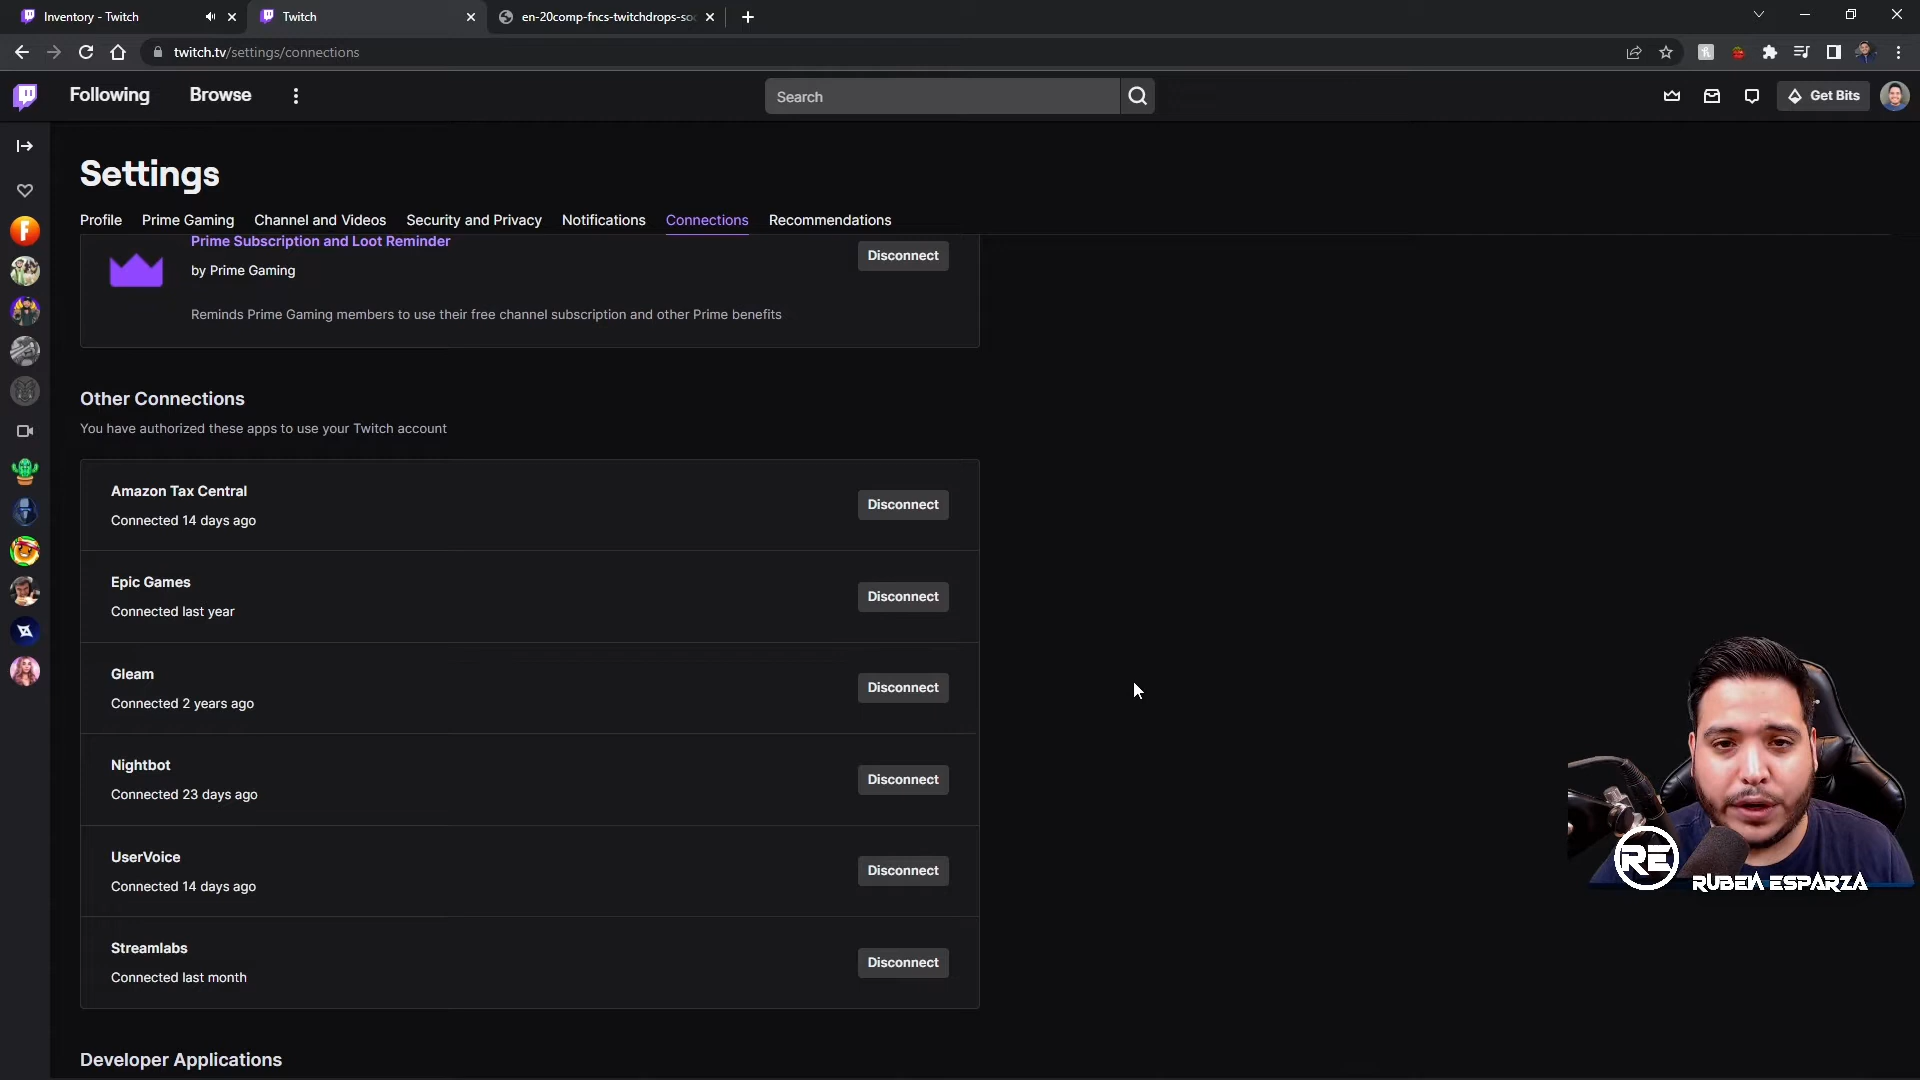 Inventory - Twitch
Twitch
en-20comp-fncs-twitchdrops-so
twitch.tv/settings/connections
Following
Browse
Search
Get Bits
Settings
Profile
Prime Gaming
Channel and Videos
Security and Privacy
Notifications
Connections
Recommendations
Prime Subscription and Loot Reminder
Disconnect
by Prime Gaming
Reminds Prime Gaming members to use their free channel subscription and other Prime benefits
Other Connections
You have authorized these apps to use your Twitch account
Amazon Tax Central
Connected 14 days ago
Disconnect
Epic Games
Connected last year
Disconnect
Gleam
Connected 2 years ago
Disconnect
Nightbot
Connected 23 days ago
Disconnect
UserVoice
Connected 14 days ago
Disconnect
Streamlabs
Connected last month
Disconnect
Developer Applications
RE
RUBEN ESPARZA